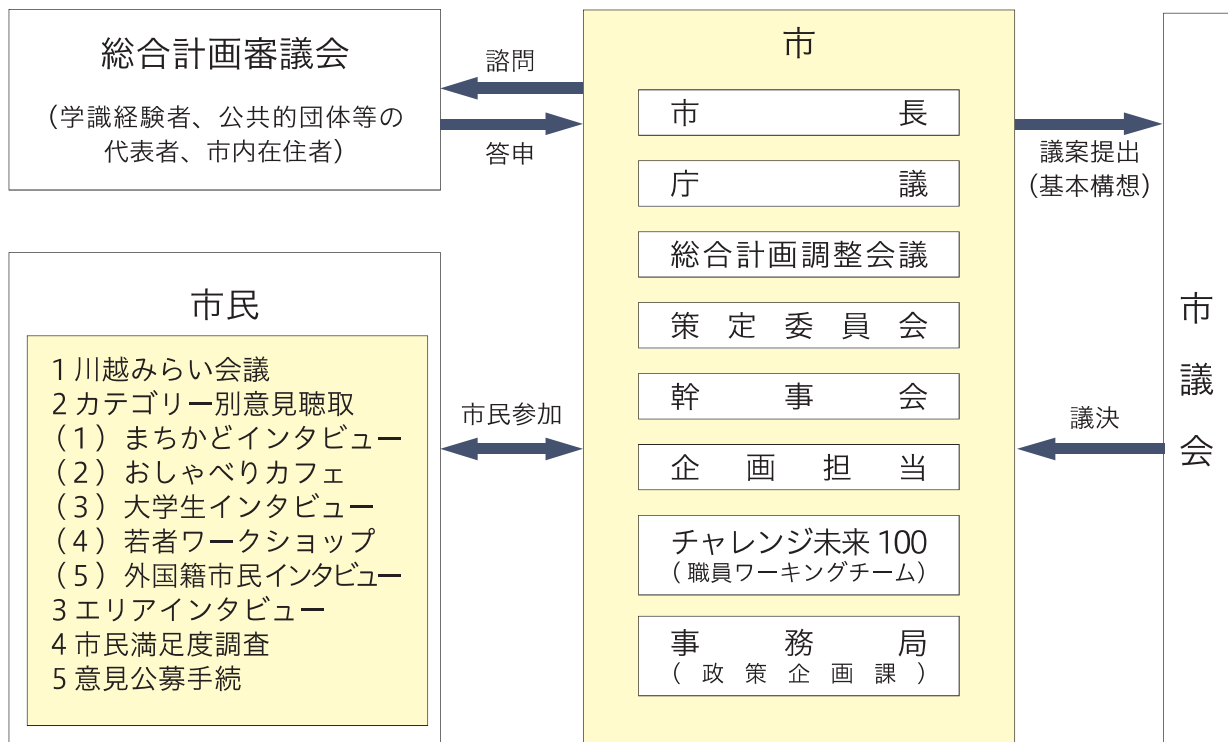 総合計画審議会
(学識経験者、公共的団体等の
代表者、市内在住者)
諮問
答申
市民
1 川越みらい会議
2 カテゴリー別意見聴取
(1)まちかどインタビュー
(2)おしゃべりカフェ
(3)大学生インタビュー
(4)若者ワークショップ
(5)外国籍市民インタビュー
3 エリアインタビュー
4 市民満足度調査
5 意見公募手続
市民参加
市
市長
庁議
総合計画調整会議
策定委員会
幹事会
企画担当
チャレンジ未来 100
(職員ワーキングチーム)
事務局
(政策企画課)
議案提出
(基本構想)
議決
市議会